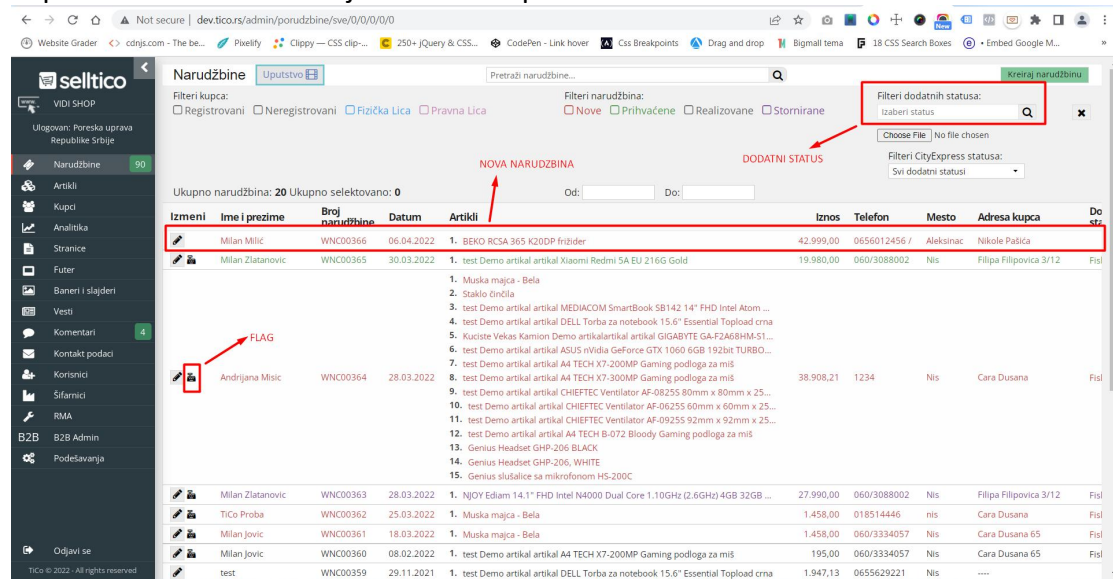 Not secure | dev.tico.rs/admin/porudzbine/sve/0/0/0/0/0
New
Website Grader cdnjs.com - The be... Pixelify Clippy — CSS clip-... 250+ jQuery & CSS... CodePen - Link hover Css Breakpoints Drag and drop Bigmall tema 18 CSS Search Boxes • Embed Google M... »
selltico
VIDI SHOP
Ulogovan: Poreska uprava
Republike Srbije
Narudžbine 90
Artikli
Kupci
Analitika
Stranice
Futer
Baneri i slajderi
Vesti
Komentari 4
Kontakt podaci
Korisnici
Šifarnici
RMA
B2B B2B Admin
Podešavanja
Odjavi se
TiCo © 2022 - All rights reserved
Narudžbine Uputstvo Pretraži narudžbine... Kreiraj narudžbinu
Filteri kupca: Filteri narudžbina: Filteri dodatnih statusa:
Registrovani Neregistrovani Fizička Lica Pravna Lica Nove Prihvaćene Realizovane Stornirane Izaberi status
Choose File No file chosen
NOVA NARUDZBINA DODATNI STATUS Filteri CityExpress statusa:
Svi dodatni statusi
Ukupno narudžbina: 20 Ukupno selektovano: 0 Od: Do:
Izmeni Ime i prezime Broj narudžbine Datum Artikli Iznos Telefon Mesto Adresa kupca Do
Milan Milić WNC00366 06.04.2022 1. BEKO RCSA 365 K20DP frižider 42.999,00 0656012456 / Aleksinac Nikole Pašića
Milan Zlatanovic WNC00365 30.03.2022 1. test Demo artikal artikal Xiaomi Redmi 5A EU 216G Gold 19.980,00 060/3088002 Nis Filipa Filipovica 3/12 Fis
1. Muska majca - Bela
2. Staklo činčila
3. test Demo artikal artikal MEDIACOM SmartBook SB142 14" FHD Intel Atom ...
4. test Demo artikal artikal DELL Torba za notebook 15.6" Essential Topload crna
5. Kuciste Vekas Kamion Demo artikalartikal artikal GIGABYTE GA-F2A68HM-S1...
6. test Demo artikal artikal ASUS nVidia GeForce GTX 1060 6GB 192bit TURBO...
7. test Demo artikal artikal A4 TECH X7-200MP Gaming podloga za miš
FLAG
Andrijana Misic WNC00364 28.03.2022 8. test Demo artikal artikal A4 TECH X7-300MP Gaming podloga za miš 38.908,21 1234 Nis Cara Dusana Fis
9. test Demo artikal artikal CHIEFTEC Ventilator AF-0825S 80mm x 80mm x 25...
10. test Demo artikal artikal CHIEFTEC Ventilator AF-0625S 60mm x 60mm x 25...
11. test Demo artikal artikal CHIEFTEC Ventilator AF-0925S 92mm x 92mm x 25...
12. test Demo artikal artikal A4 TECH B-072 Bloody Gaming podloga za miš
13. Genius Headset GHP-206 BLACK
14. Genius Headset GHP-206, WHITE
15. Genius slušalice sa mikrofonom HS-200C
Milan Zlatanovic WNC00363 28.03.2022 1. NJOY Ediam 14.1" FHD Intel N4000 Dual Core 1.10GHz (2.6GHz) 4GB 32GB ... 27.990,00 060/3088002 Nis Filipa Filipovica 3/12 Fis
TiCo Proba WNC00362 25.03.2022 1. Muska majca - Bela 1.458,00 018514446 nis Cara Dusana Fis
Milan Jovic WNC00361 18.03.2022 1. Muska majca - Bela 1.458,00 060/3334057 Nis Cara Dusana 65 Fis
Milan Jovic WNC00360 08.02.2022 1. test Demo artikal artikal A4 TECH X7-200MP Gaming podloga za miš 195,00 060/3334057 Nis Cara Dusana 65 Fis
test WNC00359 29.11.2021 1. test Demo artikal artikal DELL Torba za notebook 15.6" Essential Topload crna 1.947,13 0655629221 Nis ----